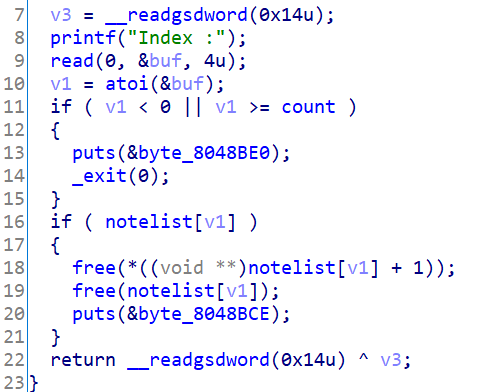 7 v3 = __readgsdword(0x14u);
8 printf("Index :");
9 read(0, &buf, 4u);
10 v1 = atoi(&buf);
11 if ( v1 < 0 || v1 >= count )
12 {
13 puts(&byte_8048BE0);
14 _exit(0);
15 }
16 if ( notelist[v1] )
17 {
18 free(*((void **)notelist[v1] + 1));
19 free(notelist[v1]);
20 puts(&byte_8048BCE);
21 }
22 return __readgsdword(0x14u) ^ v3;
23 }